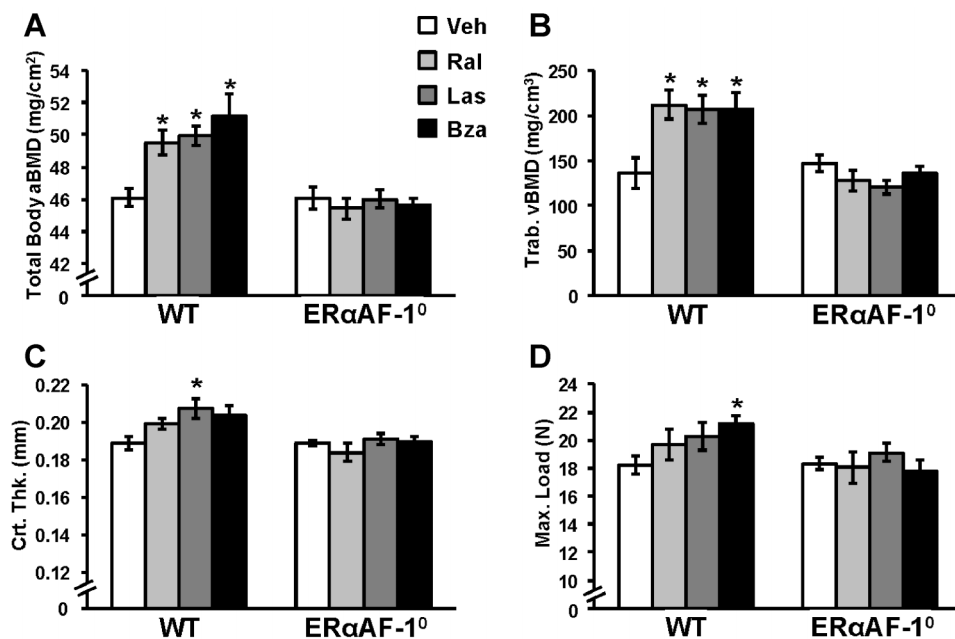 A
Total Body aBMD (mg/cm²)
54
52
50
48
46
44
42
0
* * *
WT ERαAF-1⁰
Veh
Ral
Las
Bza
B
Trab. vBMD (mg/cm³)
250
200
150
100
50
0
* * *
WT ERαAF-1⁰
C
Crt. Thk. (mm)
0.22
0.20
0.18
0.16
0.14
0.12
0
*
WT ERαAF-1⁰
D
Max. Load (N)
24
22
20
18
16
14
12
10
0
*
WT ERαAF-1⁰